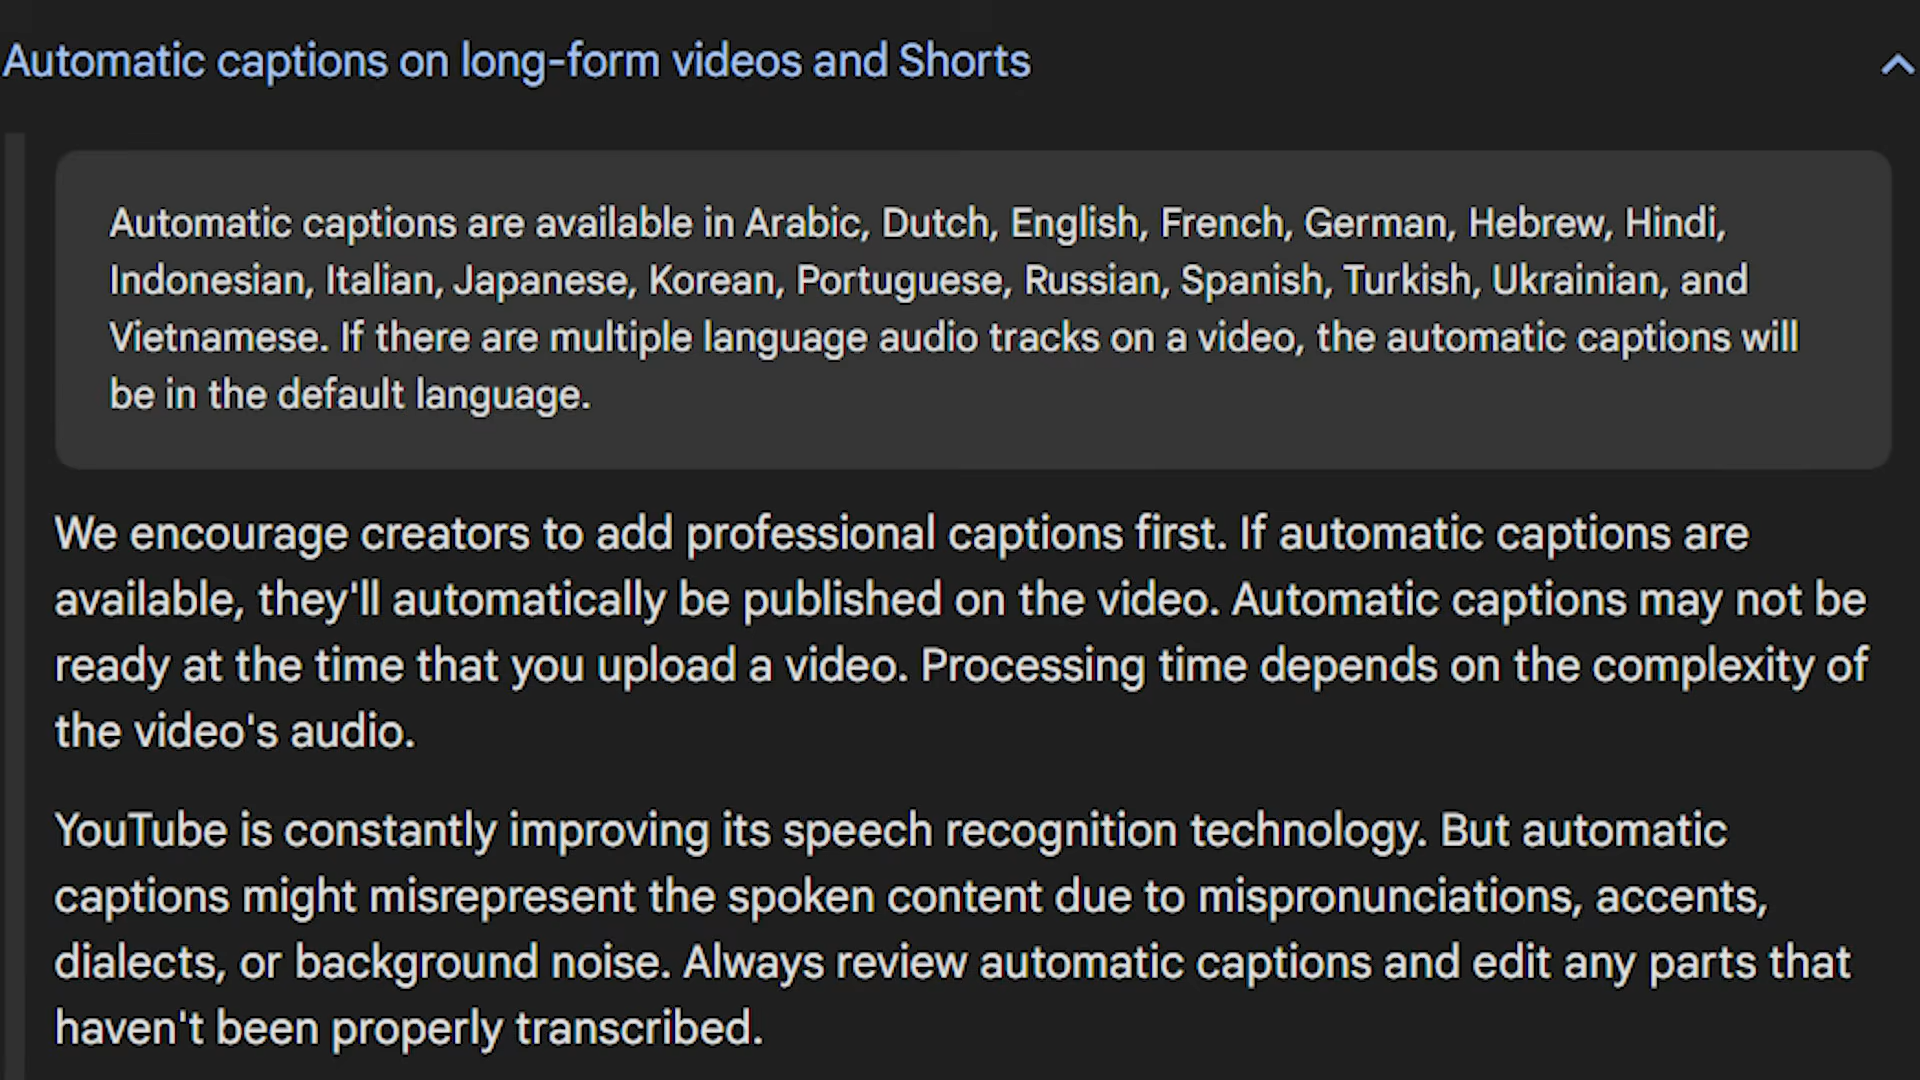 Automatic captions on long-form videos and Shorts
Automatic captions are available in Arabic, Dutch, English, French, German, Hebrew, Hindi,
Indonesian, Italian, Japanese, Korean, Portuguese, Russian, Spanish, Turkish, Ukrainian, and
Vietnamese. If there are multiple language audio tracks on a video, the automatic captions will
be in the default language.
We encourage creators to add professional captions first. If automatic captions are
available, they'll automatically be published on the video. Automatic captions may not be
ready at the time that you upload a video. Processing time depends on the complexity of
the video's audio.
YouTube is constantly improving its speech recognition technology. But automatic
captions might misrepresent the spoken content due to mispronunciations, accents,
dialects, or background noise. Always review automatic captions and edit any parts that
haven't been properly transcribed.